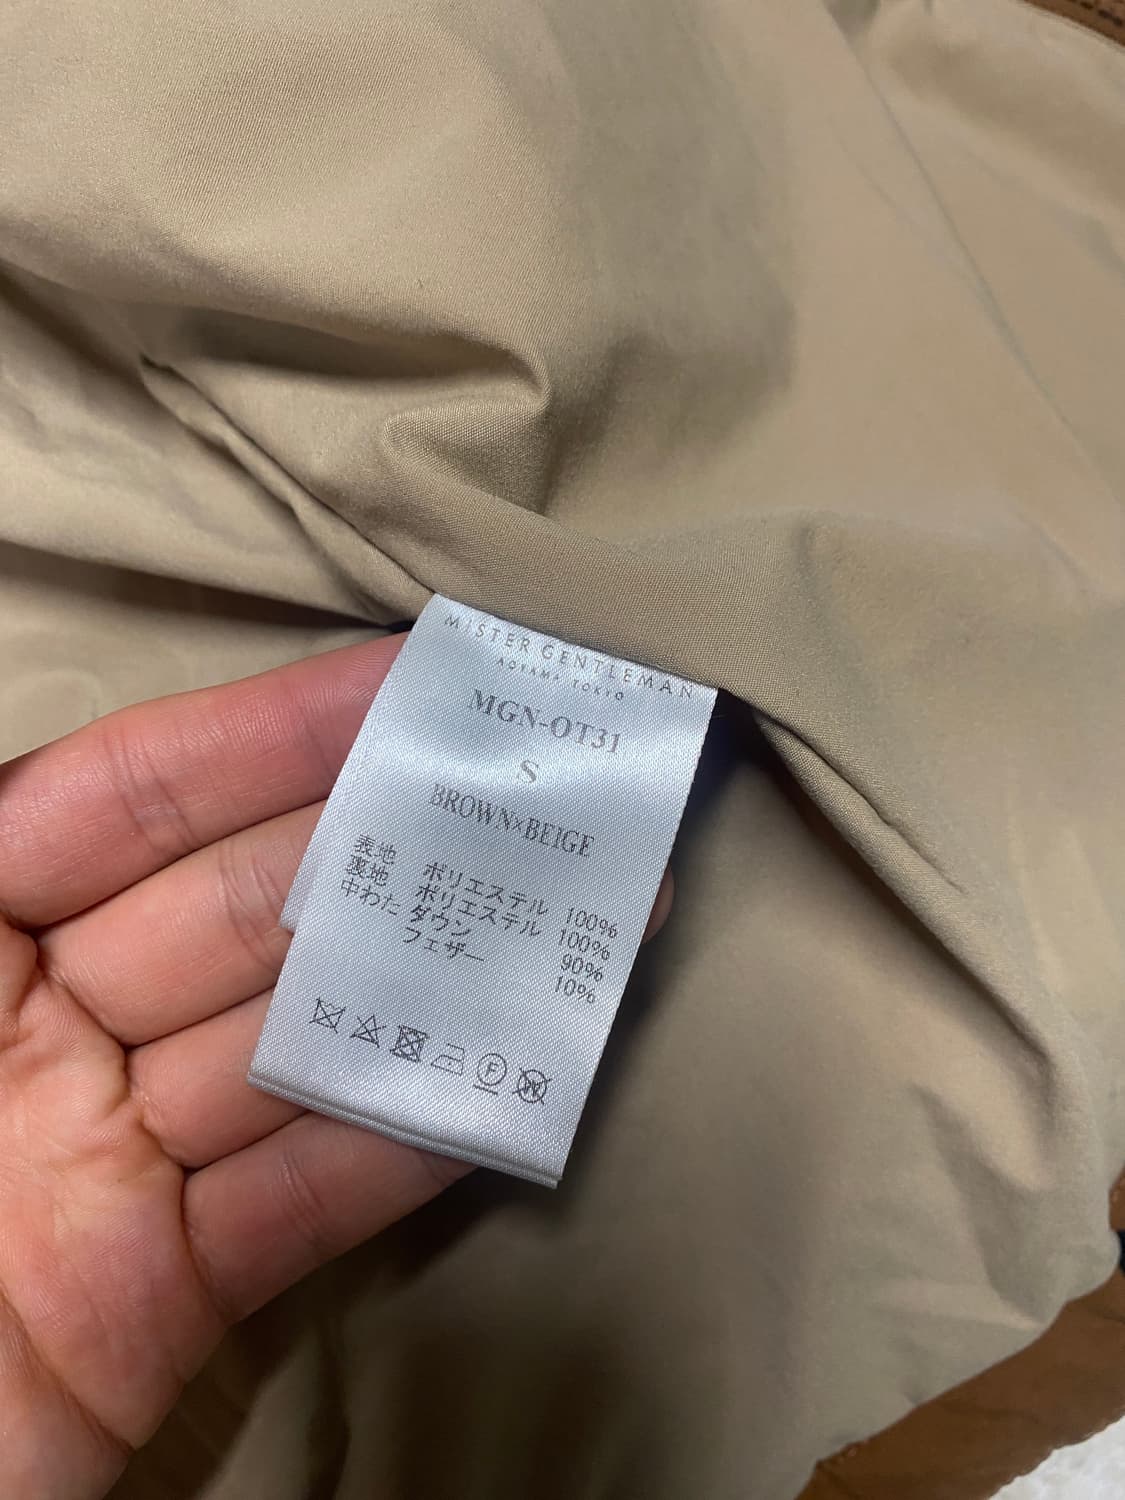 MISTER GENTLEMAN
AOYAMA TOKYO
MGN-OT31
S
BROWN×BEIGE
表地 ポリエステル 100%
裏地 ポリエステル 100%
中わた ダウン 90%
フェザー 10%
F
W